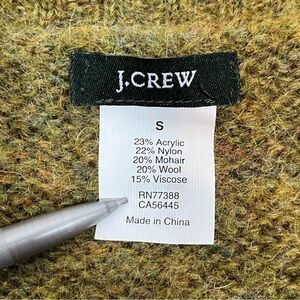 J.CREW
S
23% Acrylic
22% Nylon
20% Mohair
20% Wool
15% Viscose
RN77388
CA56445
Made in China